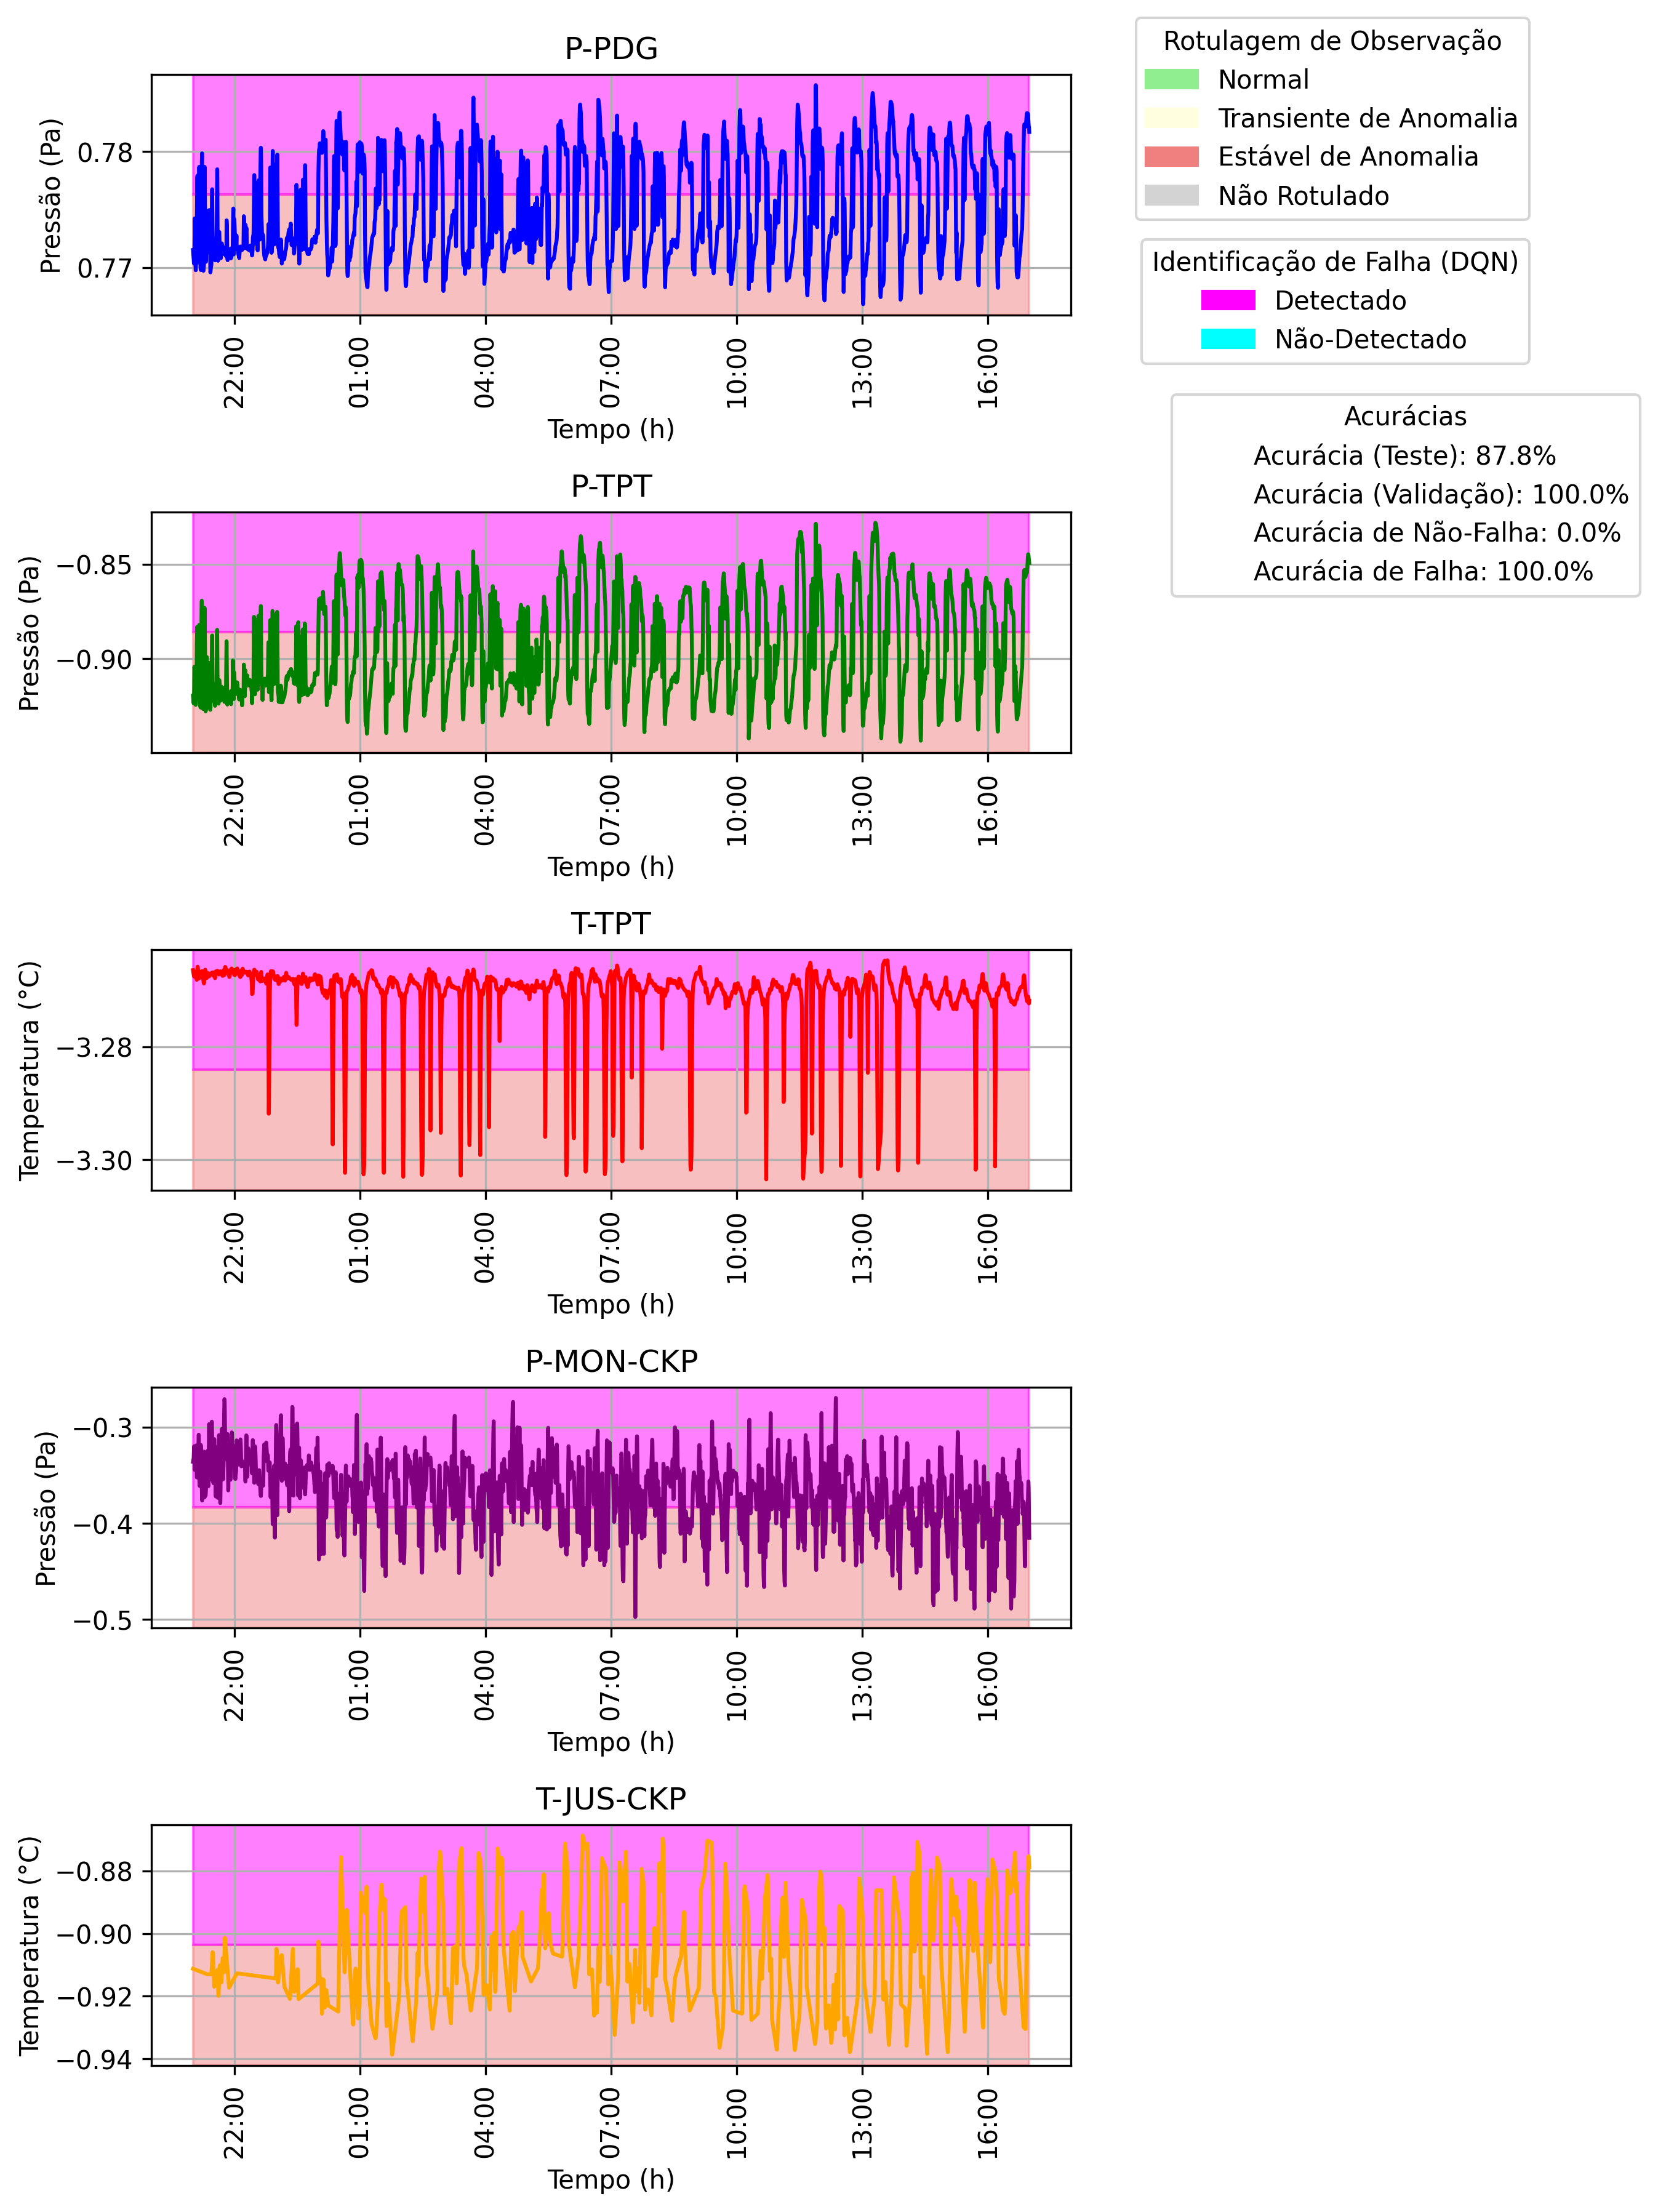 P-PDG
Pressão (Pa)
0.78
0.77
22:00
01:00
04:00
07:00
10:00
13:00
16:00
Tempo (h)
Rotulagem de Observação
Normal
Transiente de Anomalia
Estável de Anomalia
Não Rotulado
Identificação de Falha (DQN)
Detectado
Não-Detectado
Acurácias
Acurácia (Teste): 87.8%
Acurácia (Validação): 100.0%
Acurácia de Não-Falha: 0.0%
Acurácia de Falha: 100.0%
P-TPT
Pressão (Pa)
−0.85
−0.90
22:00
01:00
04:00
07:00
10:00
13:00
16:00
Tempo (h)
T-TPT
Temperatura (°C)
−3.28
−3.30
22:00
01:00
04:00
07:00
10:00
13:00
16:00
Tempo (h)
P-MON-CKP
Pressão (Pa)
−0.3
−0.4
−0.5
22:00
01:00
04:00
07:00
10:00
13:00
16:00
Tempo (h)
T-JUS-CKP
Temperatura (°C)
−0.88
−0.90
−0.92
−0.94
22:00
01:00
04:00
07:00
10:00
13:00
16:00
Tempo (h)